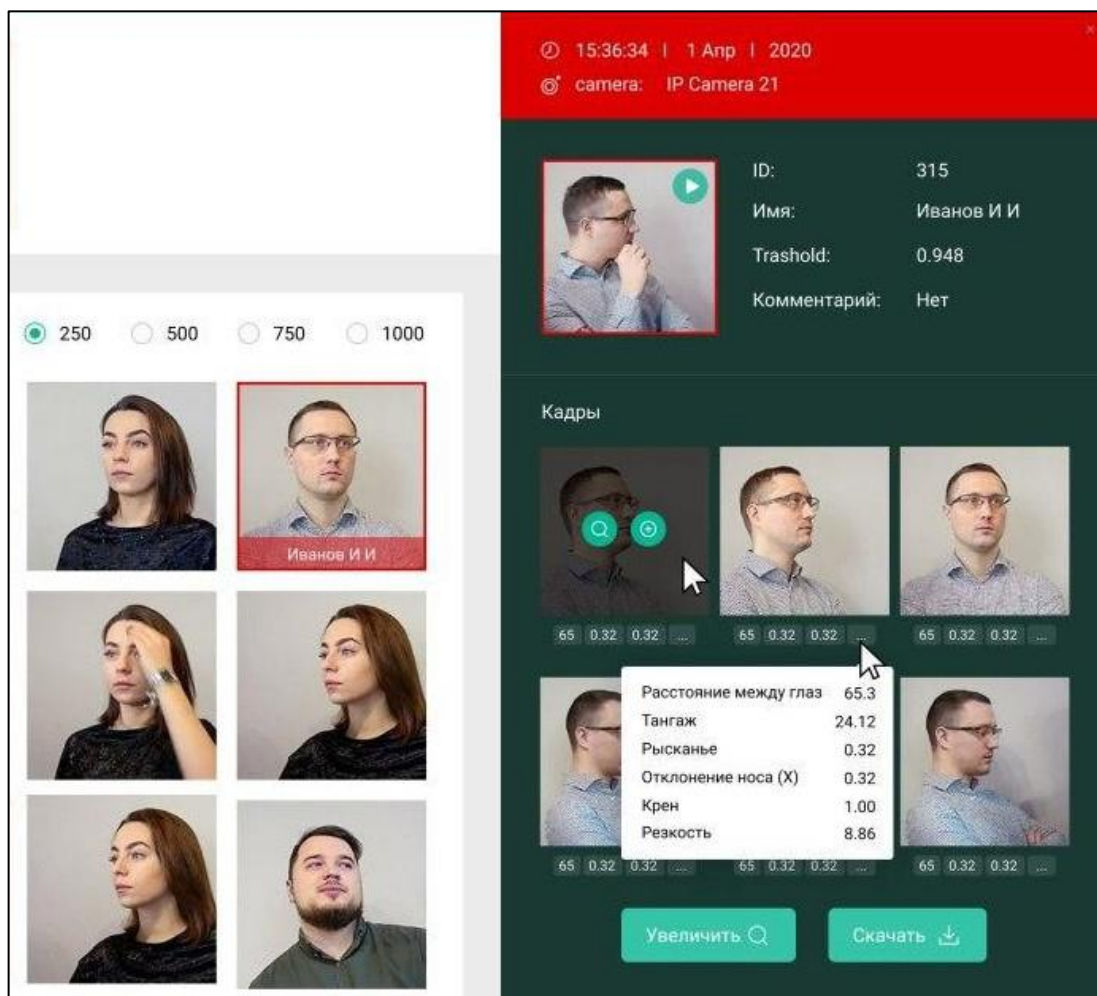 15:36:34 | 1 Апр | 2020
camera: IP Camera 21
ID: 315
Имя: Иванов И И
Trashold: 0.948
Комментарий: Нет
250 500 750 1000
Иванов И И
Кадры
65 0.32 0.32 ... 65 0.32 0.32 ... 65 0.32 0.32 ...
Расстояние между глаз 65.3
Тангаж 24.12
Рысканье 0.32
Отклонение носа (X) 0.32
Крен 1.00
Резкость 8.86
65 0.32 0.32 ... 65 0.32 0.32 ... 65 0.32 0.32 ...
Увеличить Скачать